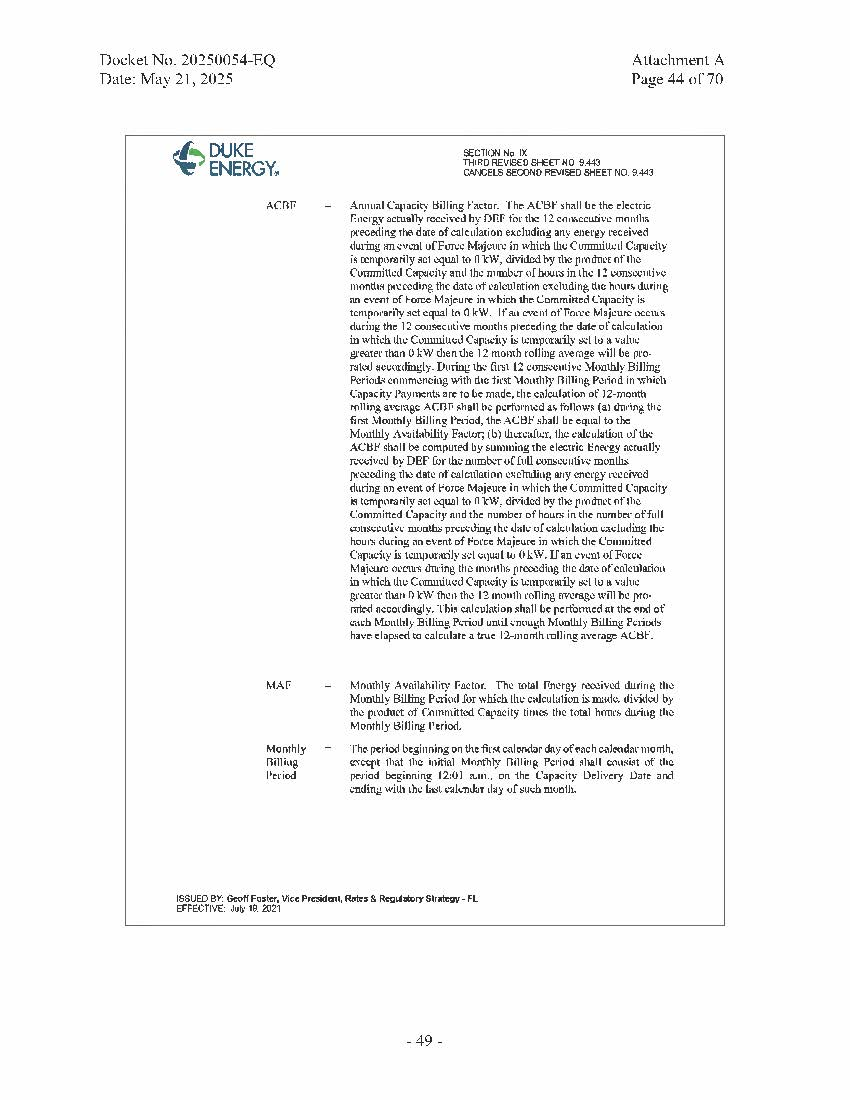 Docket No. 20250054-EQ
Attachment A
Date: May 21, 2025
Page 44 of 70
DUKE
ENERGY
SECTION No. IX
THIRD REVISED SHEET NO. 9.443
CANCELS SECOND REVISED SHEET NO. 9.443
ACBF = Annual Capacity Billing Factor. The ACBF shall be the electric
Energy actually received by DEF for the 12 consecutive months
preceding the date of calculation excluding any energy received
during an event of Force Majeure in which the Committed Capacity
is temporarily set equal to 0 kW, divided by the product of the
Committed Capacity and the number of hours in the 12 consecutive
months preceding the date of calculation excluding the hours during
an event of Force Majeure in which the Committed Capacity is
temporarily set equal to 0 kW. If an event of Force Majeure occurs
during the 12 consecutive months preceding the date of calculation
in which the Committed Capacity is temporarily set to a value
greater than 0 kW then the 12 month rolling average will be pro-
rated accordingly. During the first 12 consecutive Monthly Billing
Periods commencing with the first Monthly Billing Period in which
Capacity Payments are to be made, the calculation of 12-month
rolling average ACBF shall be performed as follows (a) during the
first Monthly Billing Period, the ACBF shall be equal to the
Monthly Availability Factor; (b) thereafter, the calculation of the
ACBF shall be computed by summing the electric Energy actually
received by DEF for the number of full consecutive months
preceding the date of calculation excluding any energy received
during an event of Force Majeure in which the Committed Capacity
is temporarily set equal to 0 kW, divided by the product of the
Committed Capacity and the number of hours in the number of full
consecutive months preceding the date of calculation excluding the
hours during an event of Force Majeure in which the Committed
Capacity is temporarily set equal to 0 kW. If an event of Force
Majeure occurs during the months preceding the date of calculation
in which the Committed Capacity is temporarily set to a value
greater than 0 kW then the 12 month rolling average will be pro-
rated accordingly. This calculation shall be performed at the end of
each Monthly Billing Period until enough Monthly Billing Periods
have elapsed to calculate a true 12-month rolling average ACBF.
MAF = Monthly Availability Factor. The total Energy received during the
Monthly Billing Period for which the calculation is made, divided by
the product of Committed Capacity times the total hours during the
Monthly Billing Period.
Monthly = The period beginning on the first calendar day of each calendar month,
Billing except that the initial Monthly Billing Period shall consist of the
Period period beginning 12:01 a.m., on the Capacity Delivery Date and
ending with the last calendar day of such month.
ISSUED BY: Geoff Foster, Vice President, Rates & Regulatory Strategy - FL
EFFECTIVE: July 19, 2021
- 49 -